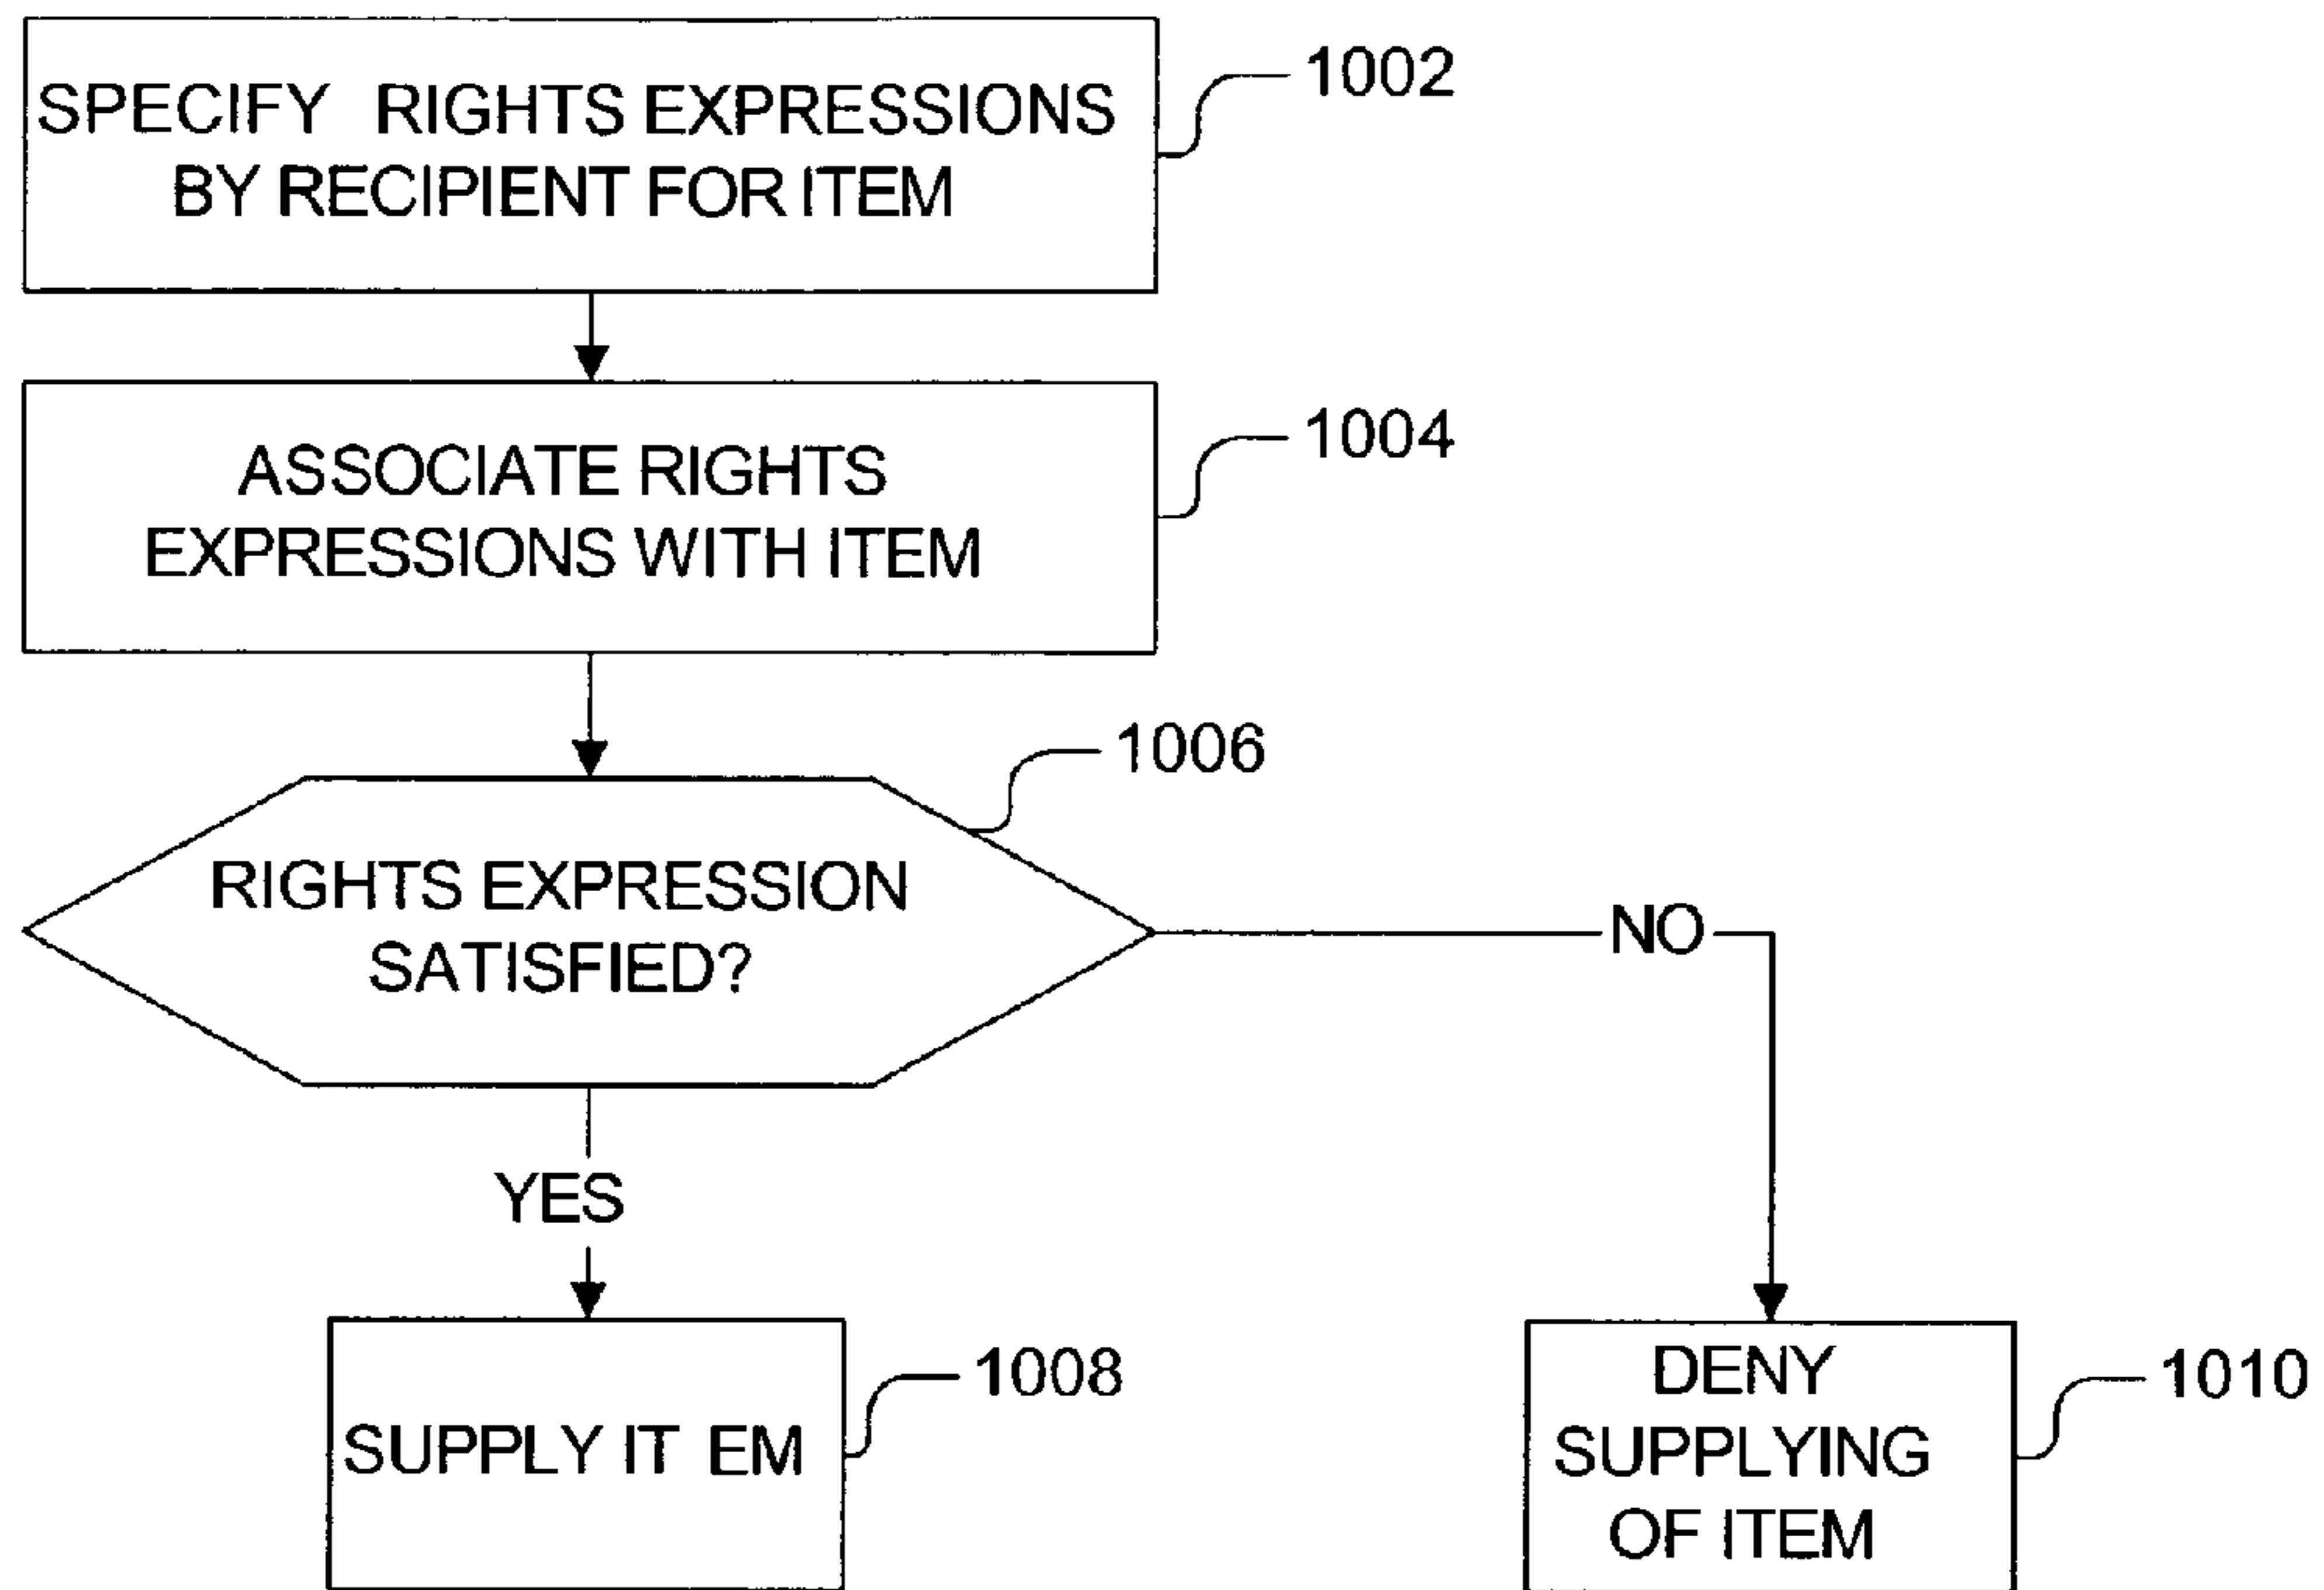 SPECIFY RIGHTS EXPRESSIONS
BY RECIPIENT FOR ITEM
1002
ASSOCIATE RIGHTS
EXPRESSIONS WITH ITEM
1004
1006
RIGHTS EXPRESSION
SATISFIED?
NO
YES
SUPPLY IT EM
1008
DENY
SUPPLYING
OF ITEM
1010